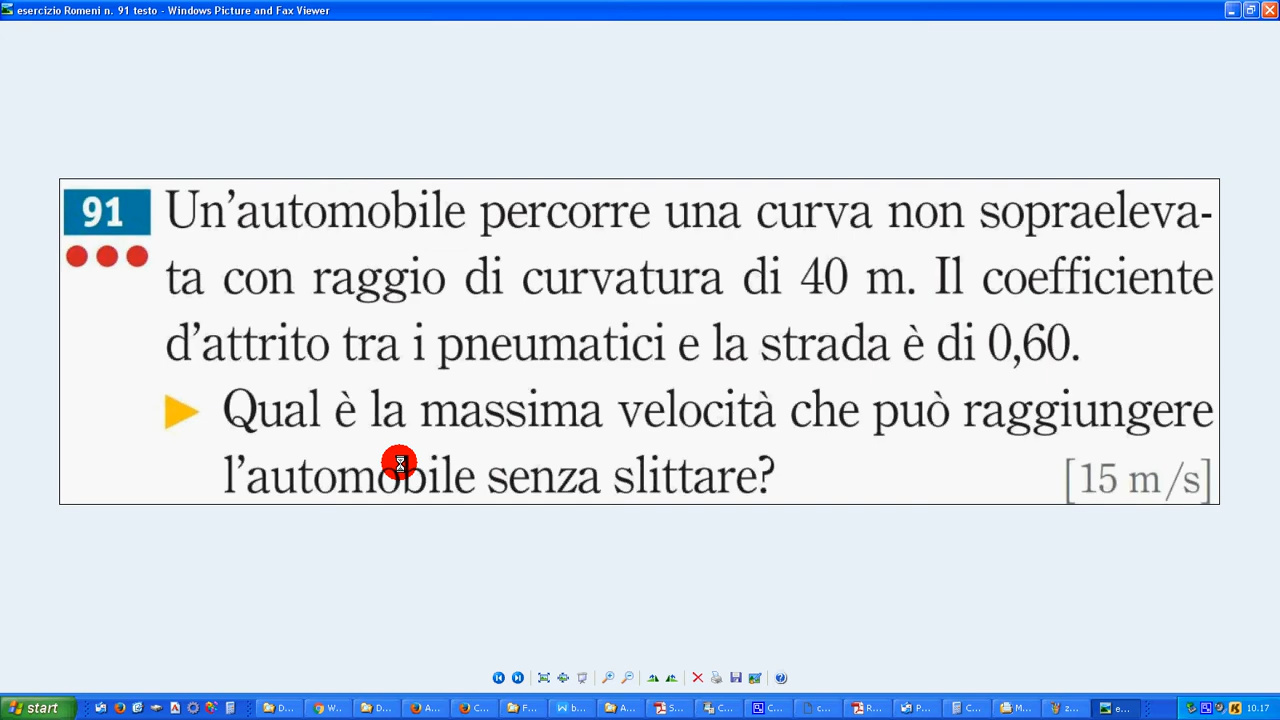 esercizio Romeni n. 91 testo - Windows Picture and Fax Viewer
91 Un'automobile percorre una curva non sopraeleva-
ta con raggio di curvatura di 40 m. Il coefficiente
d'attrito tra i pneumatici e la strada è di 0,60.
Qual è la massima velocità che può raggiungere
l'automobile senza slittare? [15 m/s]
start D... W... D... A... C... F... b... A... S... C... C... c... R... P... C... M... z... e... 10.17